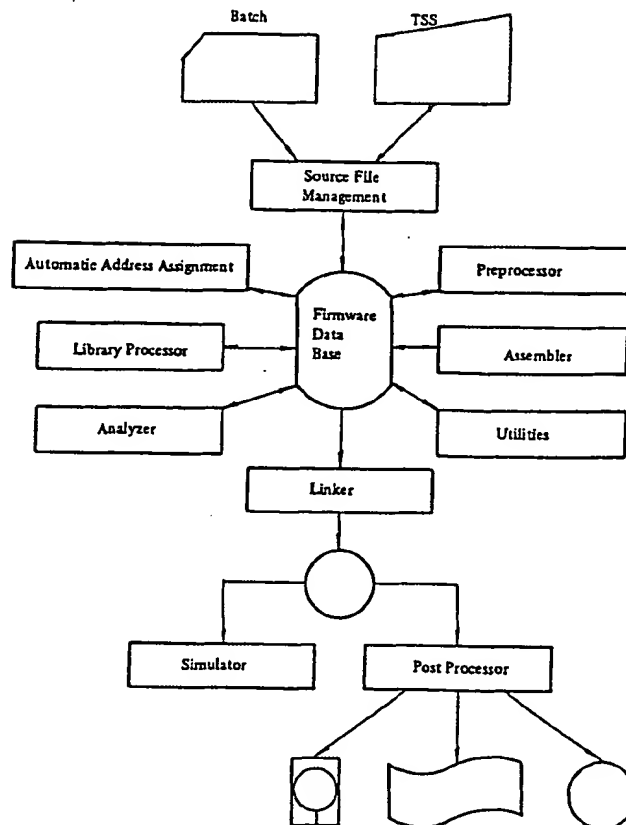 Batch
TSS
Source File
Management
Automatic Address Assignment
Preprocessor
Firmware
Data
Base
Library Processor
Assembler
Analyzer
Utilities
Linker
Simulator
Post Processor